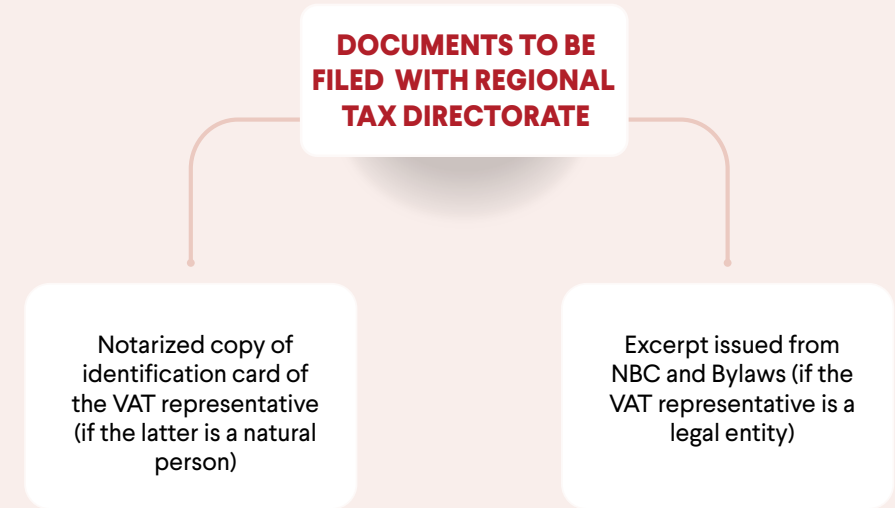 DOCUMENTS TO BE
FILED WITH REGIONAL
TAX DIRECTORATE
Notarized copy of
identification card of
the VAT representative
(if the latter is a natural
person)
Excerpt issued from
NBC and Bylaws (if the
VAT representative is a
legal entity)